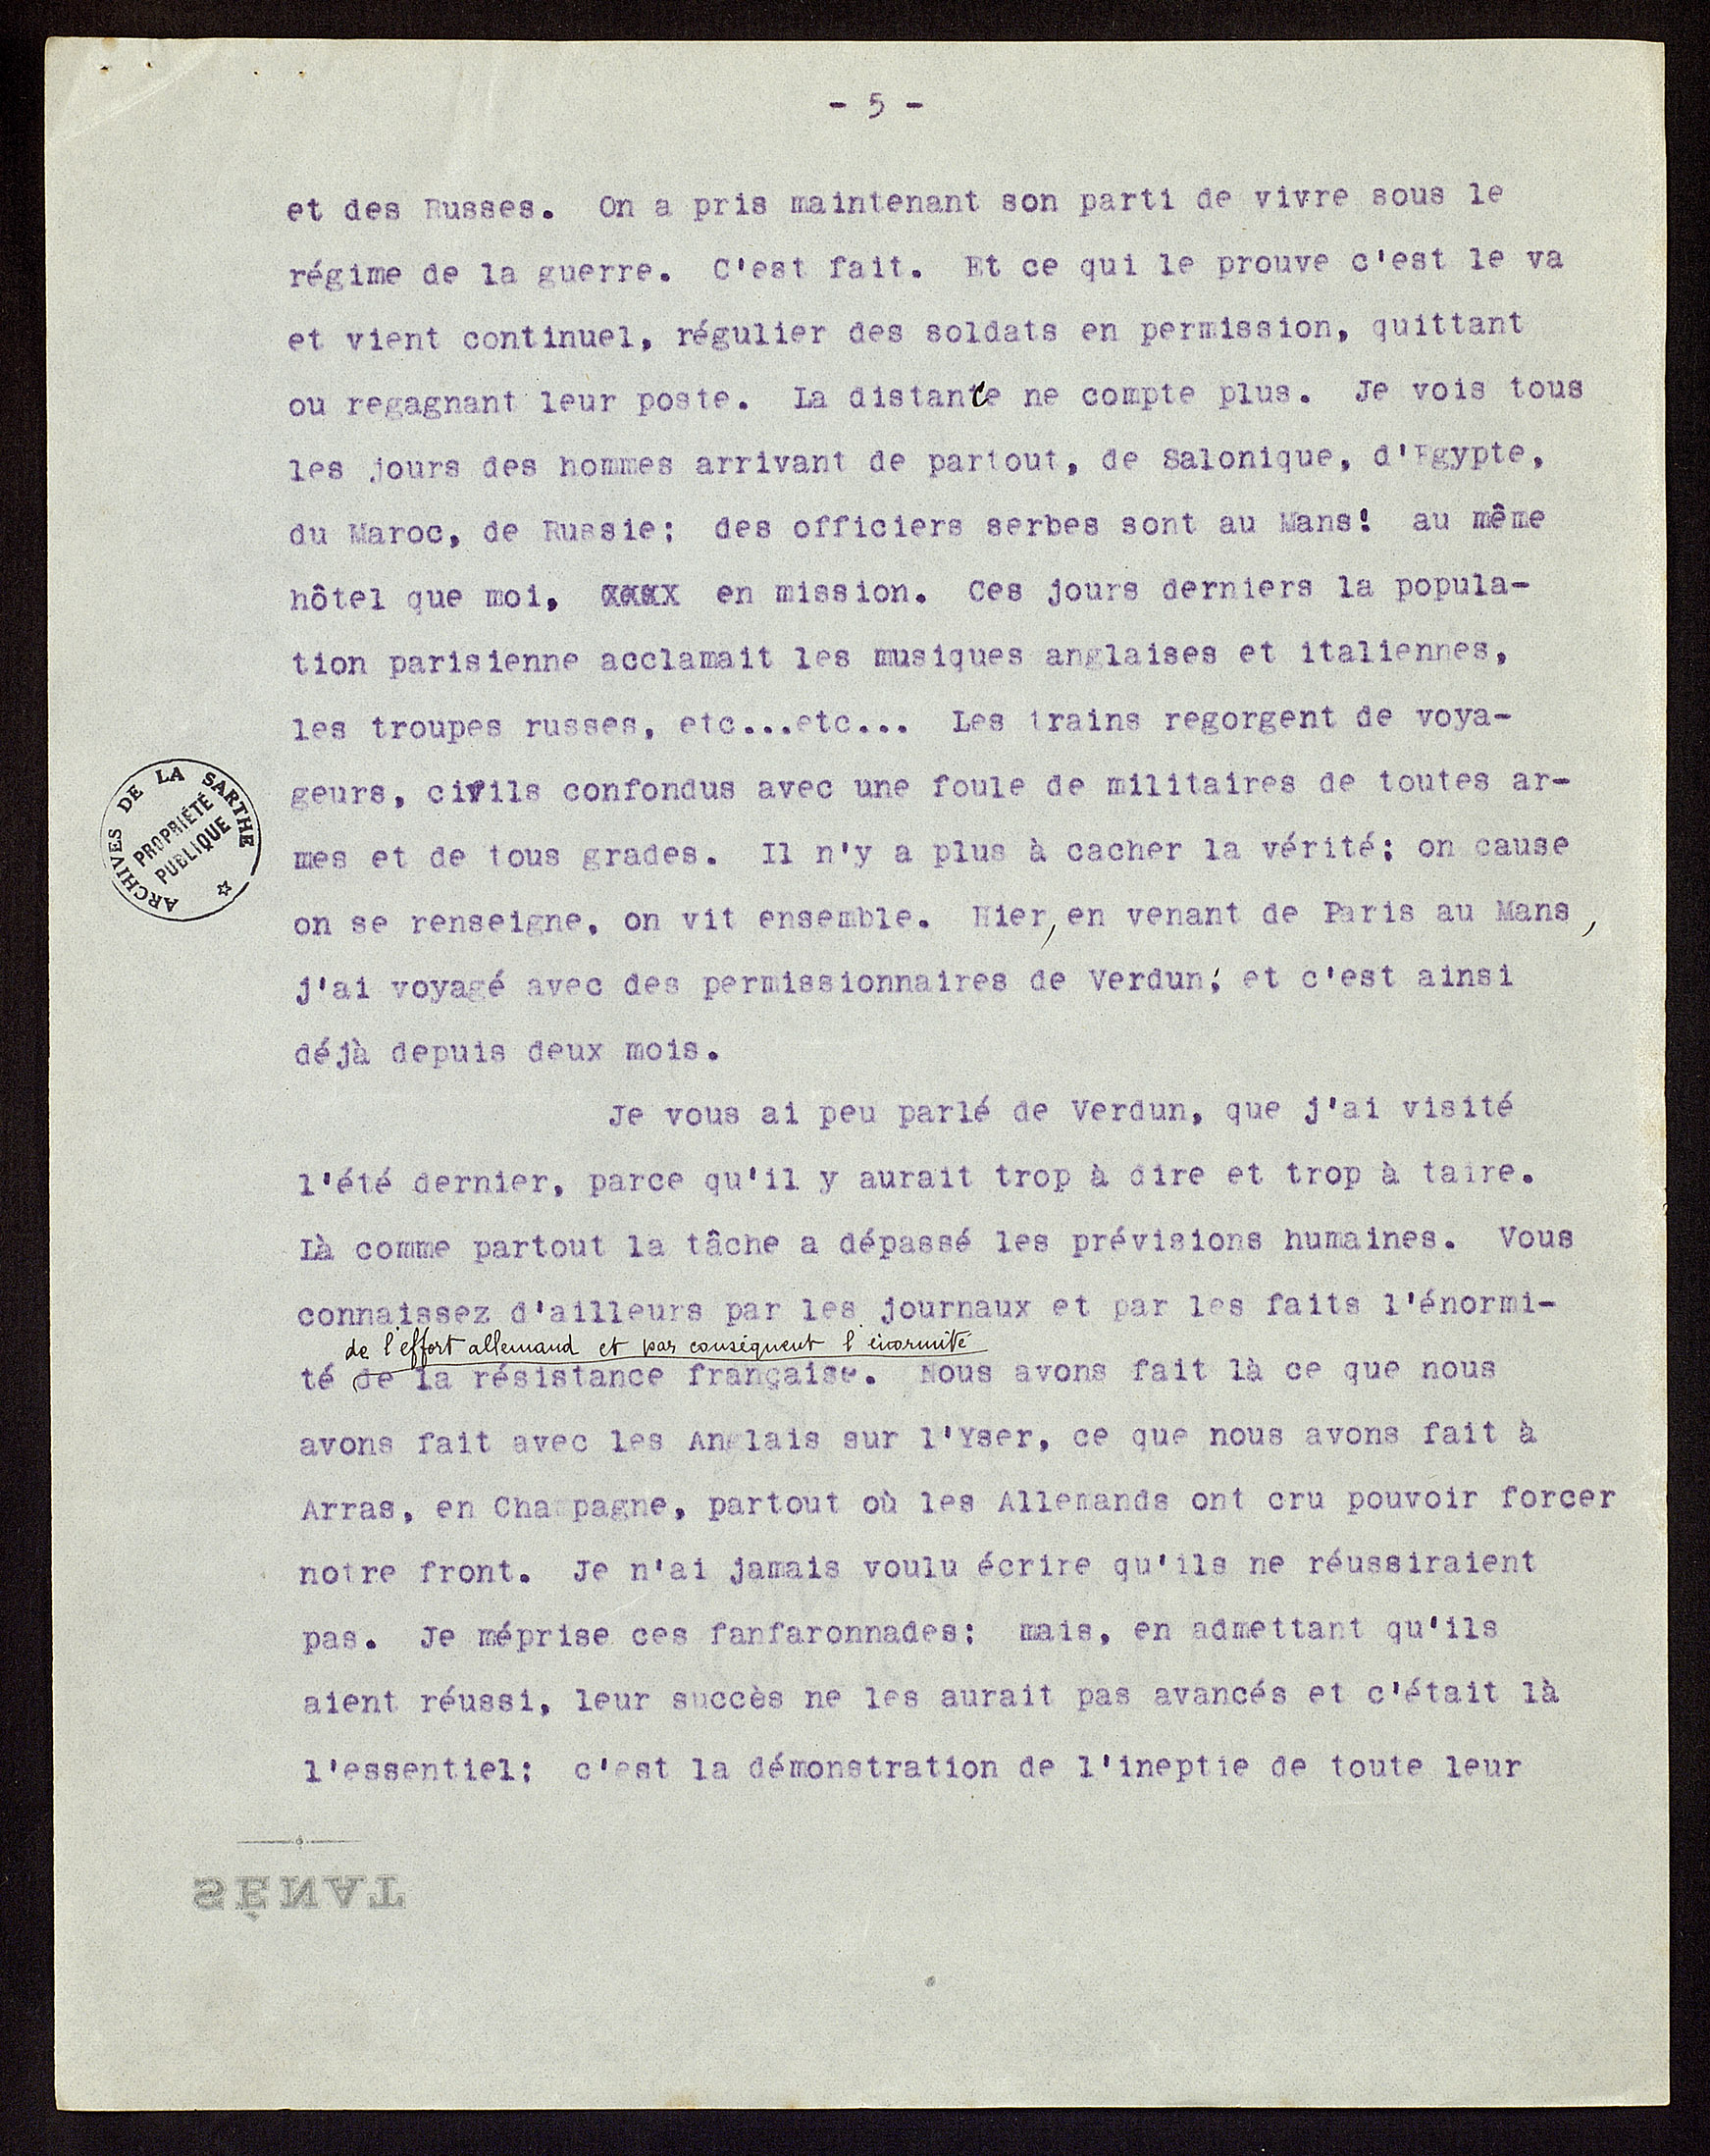 - 5 -
et des Russes. On a pris maintenant son parti de vivre sous le
régime de la guerre. C'est fait. Et ce qui le prouve c'est le va
et vient continuel, régulier des soldats en permission, quittant
ou regagnant leur poste. La distance ne compte plus. Je vois tous
les jours des hommes arrivant de partout, de Salonique, d'Egypte,
du Maroc, de Russie; des officiers serbes sont au Mans! au même
hôtel que moi, xxxx en mission. Ces jours derniers la popula-
tion parisienne acclamait les musiques anglaises et italiennes,
les troupes russes, etc...etc... Les trains regorgent de voya-
geurs, civils confondus avec une foule de militaires de toutes ar-
mes et de tous grades. Il n'y a plus à cacher la vérité; on cause
on se renseigne, on vit ensemble. Hier, en venant de Paris au Mans,
j'ai voyagé avec des permissionnaires de Verdun; et c'est ainsi
déjà depuis deux mois.
Je vous ai peu parlé de Verdun, que j'ai visité
l'été dernier, parce qu'il y aurait trop à dire et trop à taire.
Là comme partout la tâche a dépassé les prévisions humaines. Vous
connaissez d'ailleurs par les journaux et par les faits l'énormi-
de l'effort allemand et par conséquent l'énormité
té de la résistance française. Nous avons fait là ce que nous
avons fait avec les Anglais sur l'Yser, ce que nous avons fait à
Arras, en Champagne, partout où les Allemands ont cru pouvoir forcer
notre front. Je n'ai jamais voulu écrire qu'ils ne réussiraient
pas. Je méprise ces fanfaronnades; mais, en admettant qu'ils
aient réussi, leur succès ne les aurait pas avancés et c'était là
l'essentiel; c'est la démonstration de l'ineptie de toute leur
ARCHIVES DE LA SARTHE
PROPRIÉTÉ
PUBLIQUE
SÉNAT